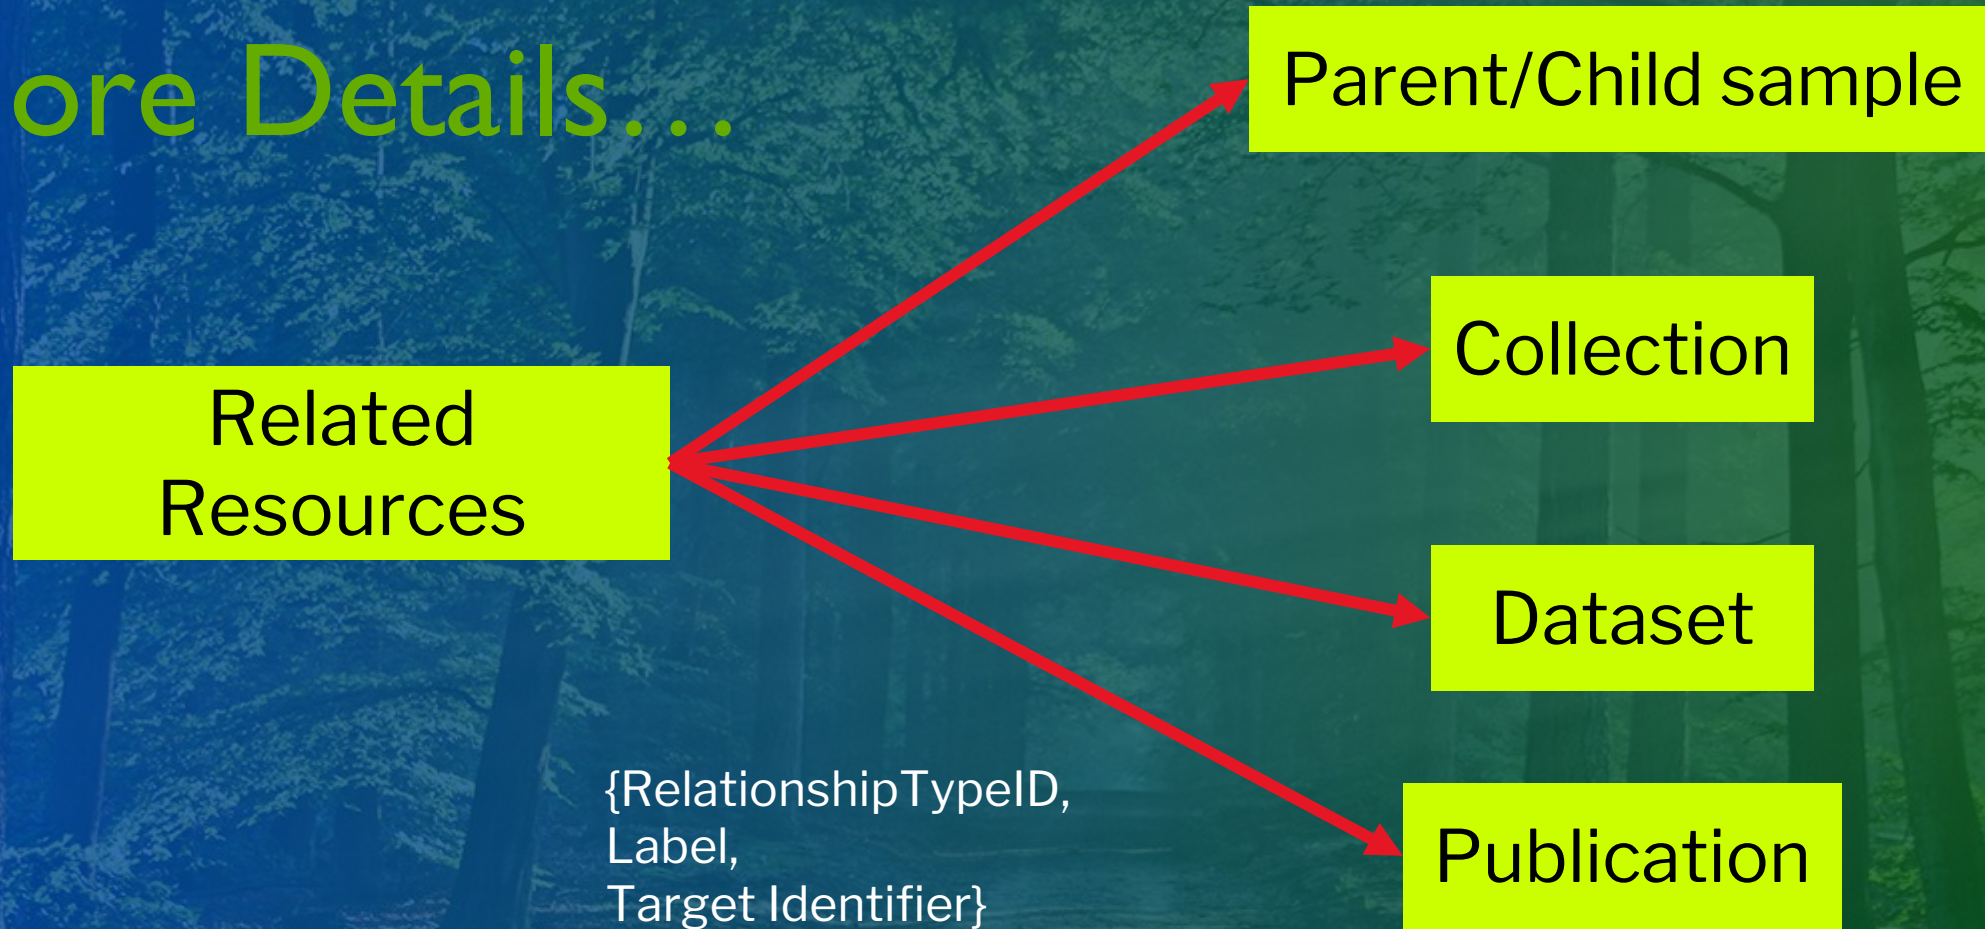 ore Details...
Parent/Child sample
Collection
Related
Resources
Dataset
{RelationshipTypeID,
Label,
Target Identifier}
Publication